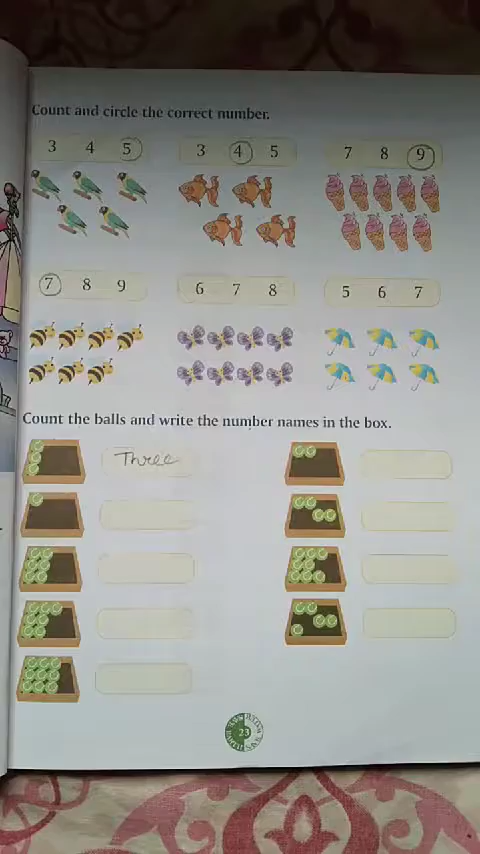 Count and circle the correct number.
3 4 5
3 4 5
7 8 9
7 8 9
6 7 8
5 6 7
Count the balls and write the number names in the box.
Three
23